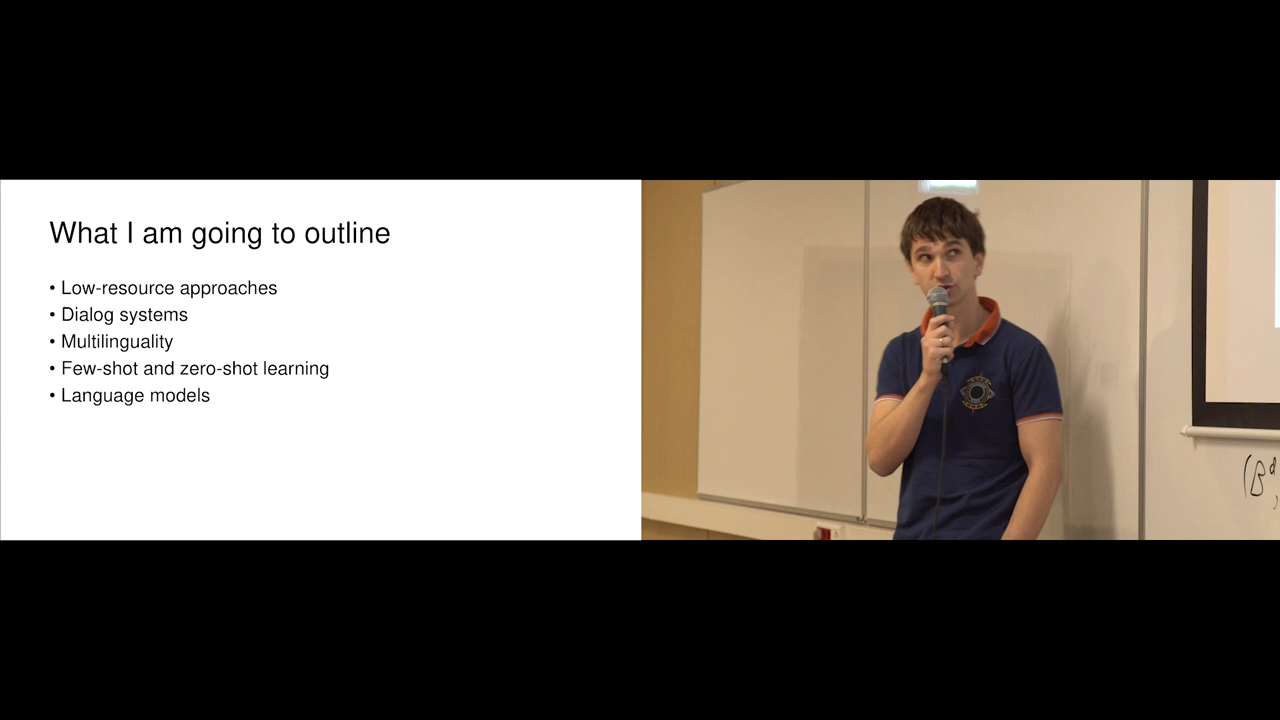 What I am going to outline
• Low-resource approaches
• Dialog systems
• Multilinguality
• Few-shot and zero-shot learning
• Language models
(B^d